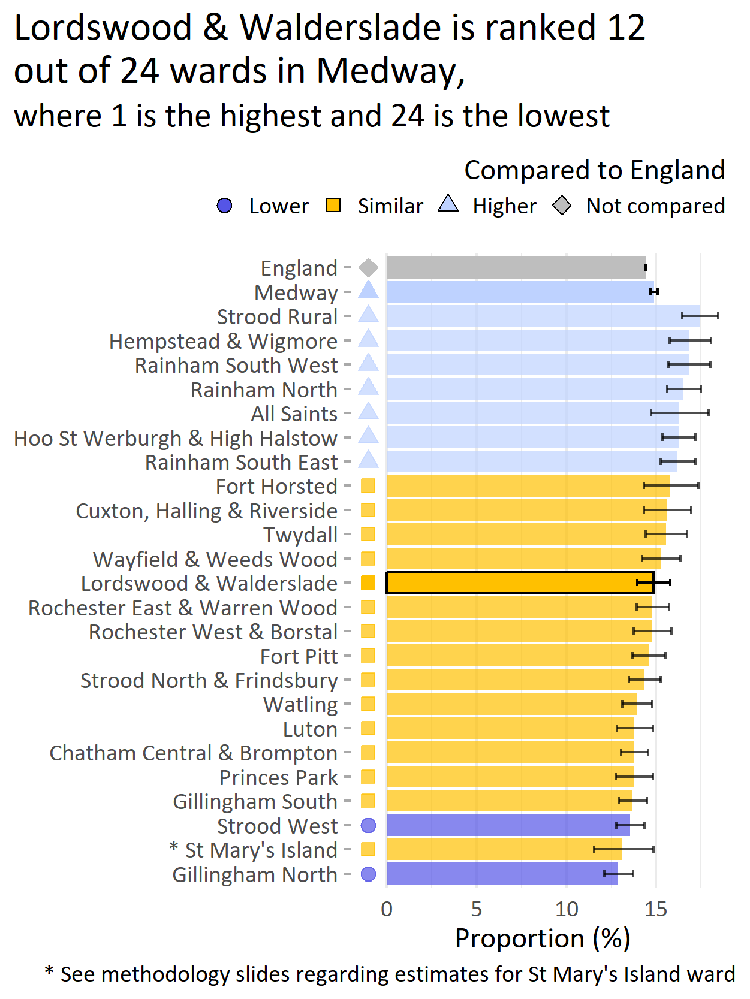 Lordswood & Walderslade is ranked 12
out of 24 wards in Medway,
where 1 is the highest and 24 is the lowest
Compared to England
Lower Similar Higher Not compared
England
Medway
Strood Rural
Hempstead & Wigmore
Rainham South West
Rainham North
All Saints
Hoo St Werburgh & High Halstow
Rainham South East
Fort Horsted
Cuxton, Halling & Riverside
Twydall
Wayfield & Weeds Wood
Lordswood & Walderslade
Rochester East & Warren Wood
Rochester West & Borstal
Fort Pitt
Strood North & Frindsbury
Watling
Luton
Chatham Central & Brompton
Princes Park
Gillingham South
Strood West
* St Mary's Island
Gillingham North
0 5 10 15
Proportion (%)
* See methodology slides regarding estimates for St Mary's Island ward